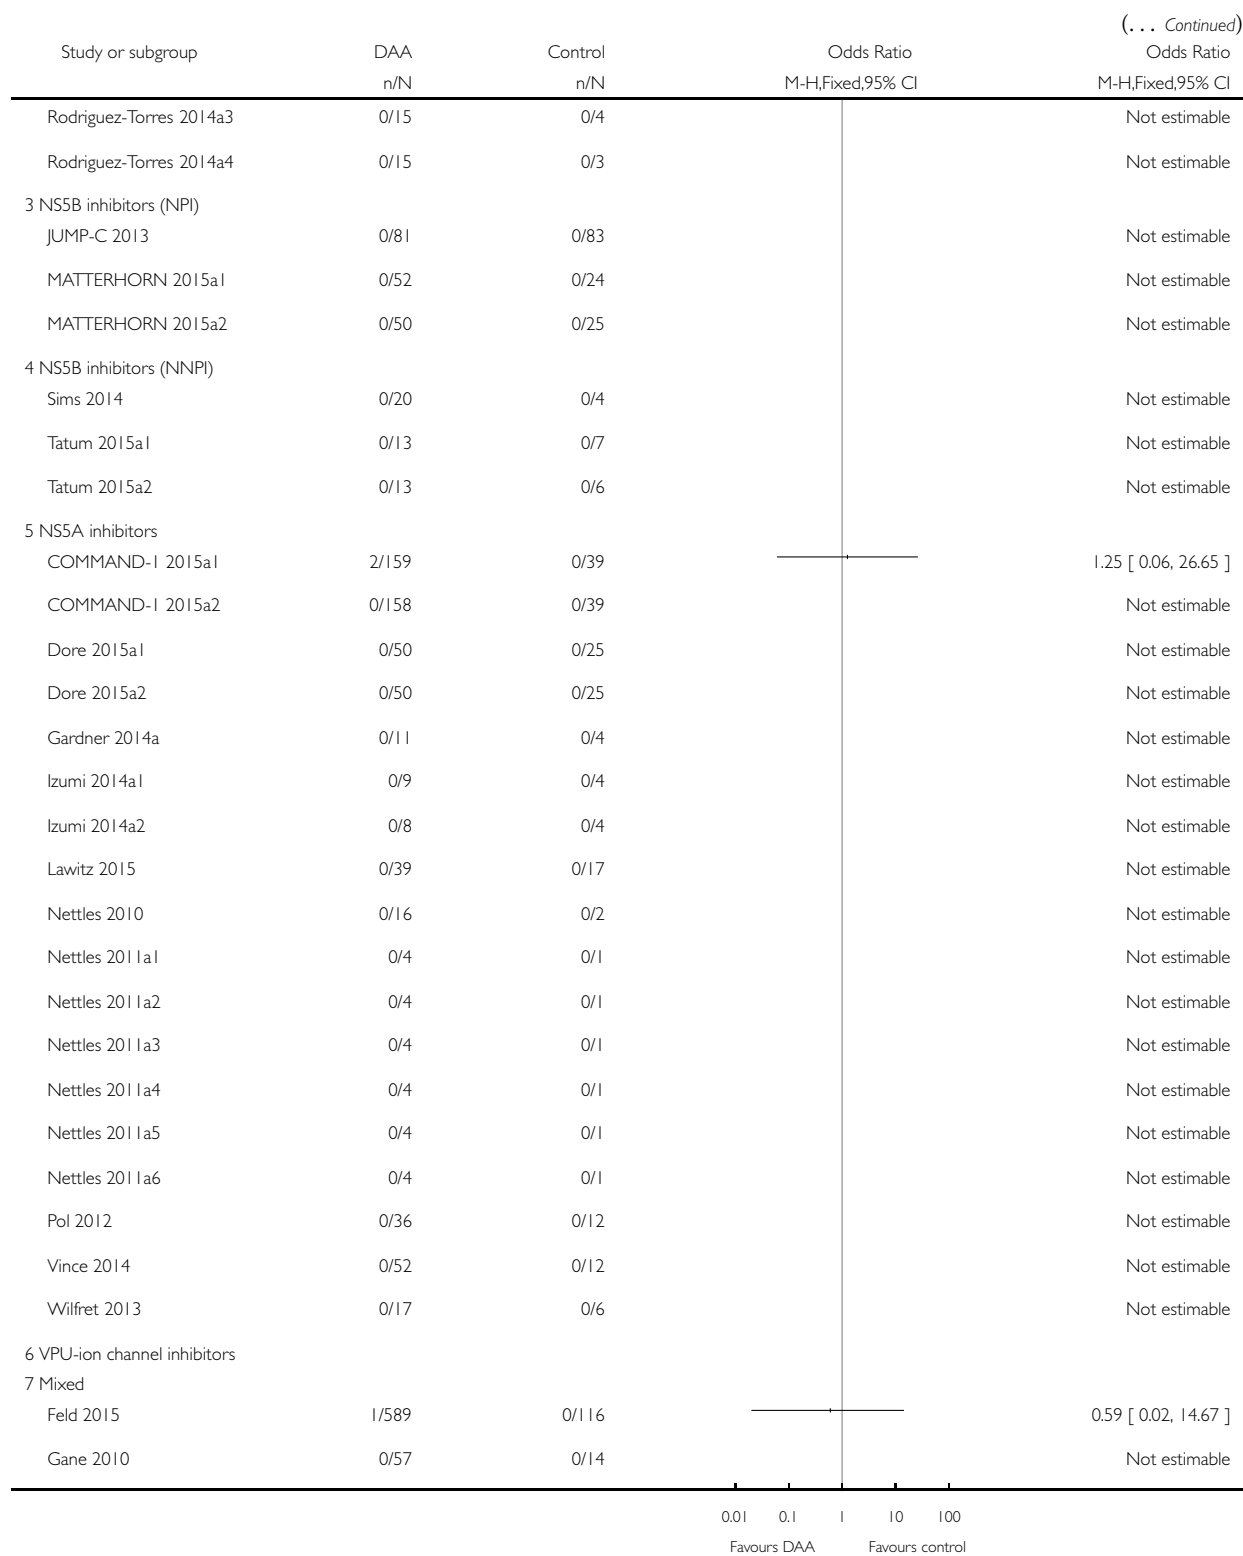 (... Continued)
Study or subgroup DAA Control Odds Ratio Odds Ratio
n/N n/N M-H,Fixed,95% CI M-H,Fixed,95% CI
Rodriguez-Torres 2014a3 0/15 0/4 Not estimable
Rodriguez-Torres 2014a4 0/15 0/3 Not estimable
3 NS5B inhibitors (NPI)
JUMP-C 2013 0/81 0/83 Not estimable
MATTERHORN 2015a1 0/52 0/24 Not estimable
MATTERHORN 2015a2 0/50 0/25 Not estimable
4 NS5B inhibitors (NNPI)
Sims 2014 0/20 0/4 Not estimable
Tatum 2015a1 0/13 0/7 Not estimable
Tatum 2015a2 0/13 0/6 Not estimable
5 NS5A inhibitors
COMMAND-1 2015a1 2/159 0/39 1.25 [ 0.06, 26.65 ]
COMMAND-1 2015a2 0/158 0/39 Not estimable
Dore 2015a1 0/50 0/25 Not estimable
Dore 2015a2 0/50 0/25 Not estimable
Gardner 2014a 0/11 0/4 Not estimable
Izumi 2014a1 0/9 0/4 Not estimable
Izumi 2014a2 0/8 0/4 Not estimable
Lawitz 2015 0/39 0/17 Not estimable
Nettles 2010 0/16 0/2 Not estimable
Nettles 2011a1 0/4 0/1 Not estimable
Nettles 2011a2 0/4 0/1 Not estimable
Nettles 2011a3 0/4 0/1 Not estimable
Nettles 2011a4 0/4 0/1 Not estimable
Nettles 2011a5 0/4 0/1 Not estimable
Nettles 2011a6 0/4 0/1 Not estimable
Pol 2012 0/36 0/12 Not estimable
Vince 2014 0/52 0/12 Not estimable
Wilfret 2013 0/17 0/6 Not estimable
6 VPU-ion channel inhibitors
7 Mixed
Feld 2015 1/589 0/116 0.59 [ 0.02, 14.67 ]
Gane 2010 0/57 0/14 Not estimable
0.01 0.1 1 10 100
Favours DAA Favours control